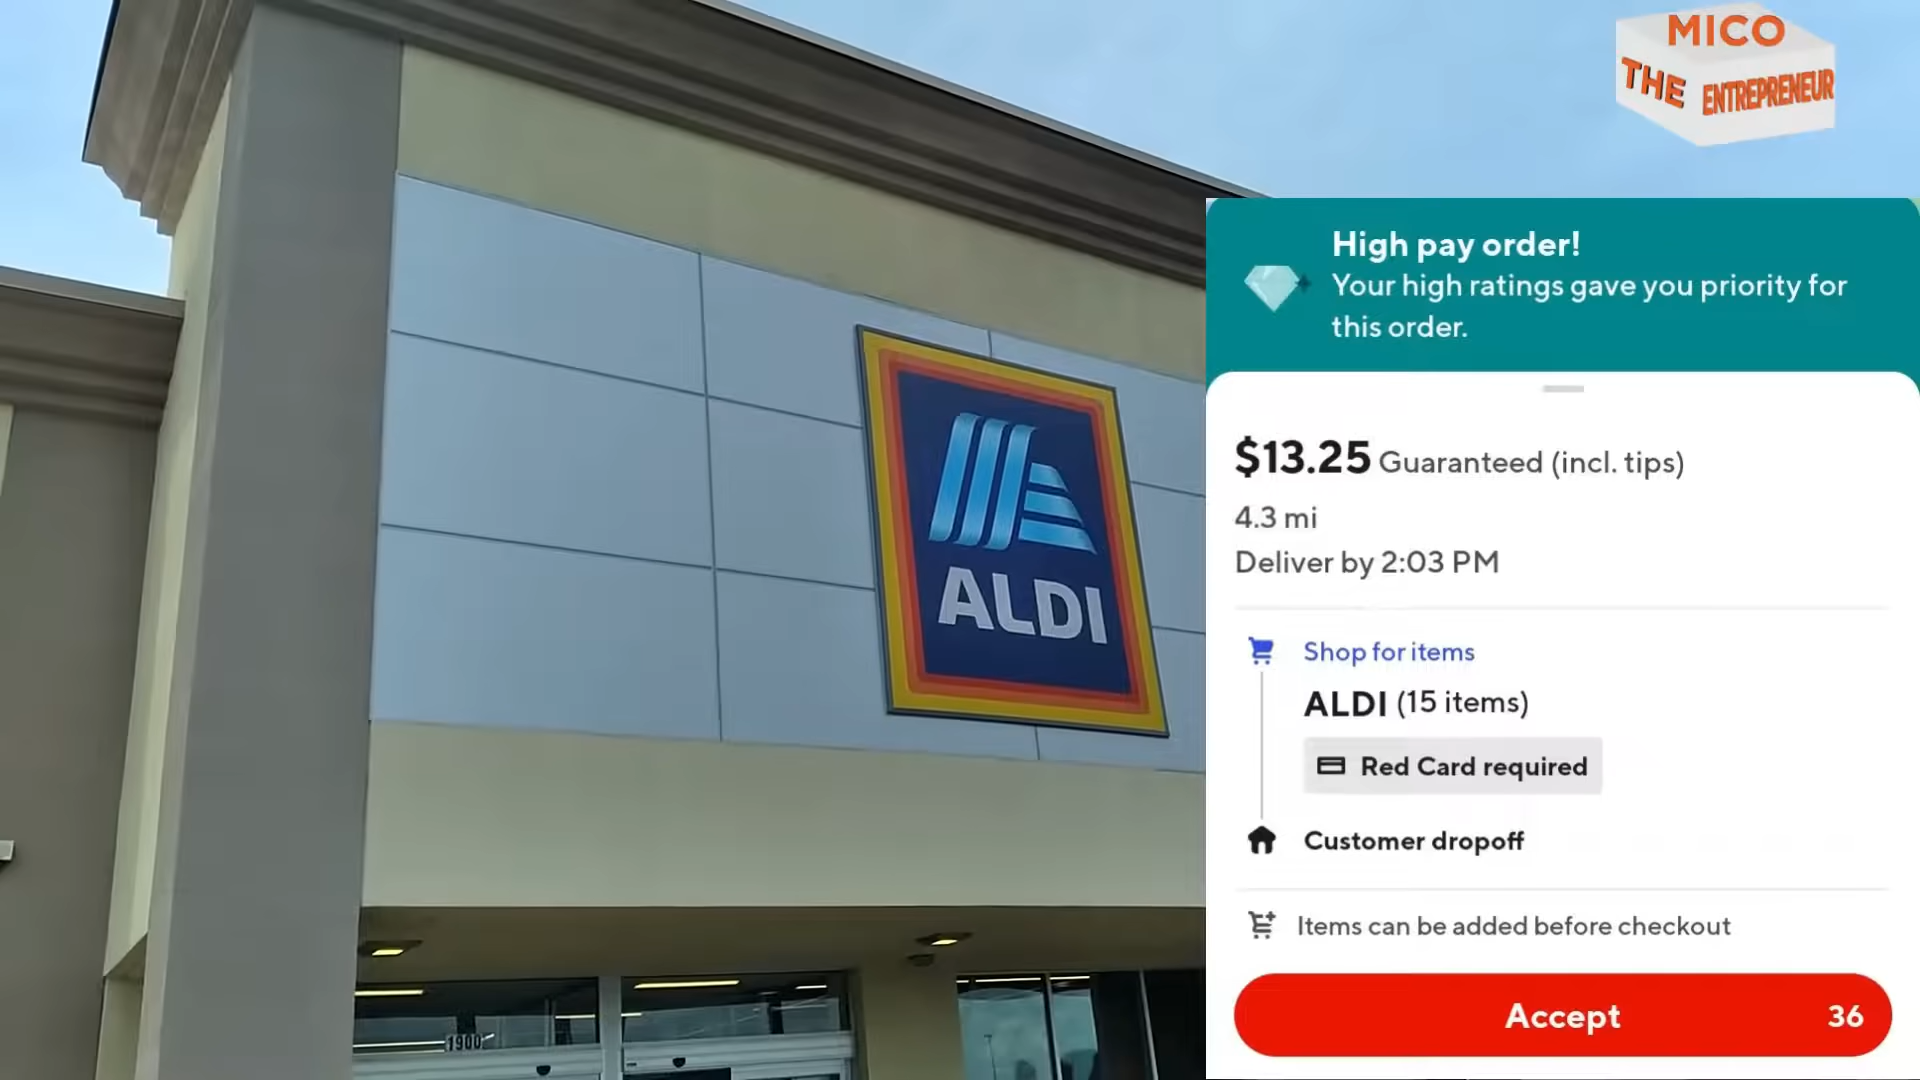 MICO
THE ENTREPRENEUR
High pay order!
Your high ratings gave you priority for
this order.
$13.25 Guaranteed (incl. tips)
4.3 mi
Deliver by 2:03 PM
Shop for items
ALDI (15 items)
Red Card required
Customer dropoff
Items can be added before checkout
Accept 36
ALDI
1900